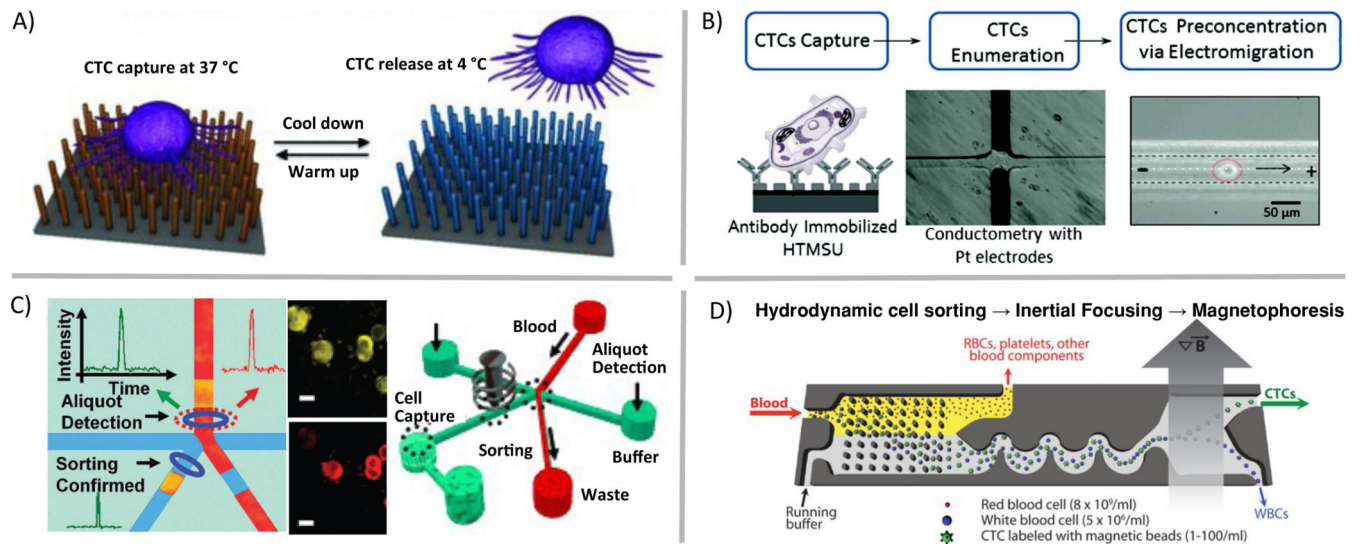 A)
CTC capture at 37 °C
CTC release at 4 °C
Cool down
Warm up
B)
CTCs Capture
CTCs
Enumeration
CTCs Preconcentration
via Electromigration
Antibody Immobilized
HTMSU
Conductometry with
Pt electrodes
-
+
50 µm
C)
Intensity
Time
Aliquot
Detection
Sorting
Confirmed
Blood
Aliquot
Detection
Cell
Capture
Sorting
Buffer
Waste
D)
Hydrodynamic cell sorting → Inertial Focusing → Magnetophoresis
RBCs, platelets, other
blood components
▽ B
Blood
CTCs
Running
buffer
WBCs
Red blood cell (8 x 10⁹/ml)
White blood cell (5 x 10⁶/ml)
CTC labeled with magnetic beads (1-100/ml)